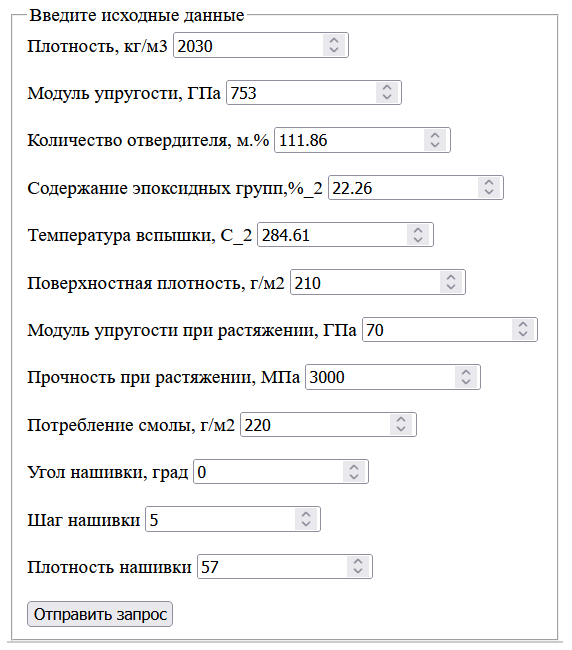 Введите исходные данные
Плотность, кг/м3 2030
Модуль упругости, ГПа 753
Количество отвердителя, м.% 111.86
Содержание эпоксидных групп,%_2 22.26
Температура вспышки, С_2 284.61
Поверхностная плотность, г/м2 210
Модуль упругости при растяжении, ГПа 70
Прочность при растяжении, МПа 3000
Потребление смолы, г/м2 220
Угол нашивки, град 0
Шаг нашивки 5
Плотность нашивки 57
Отправить запрос